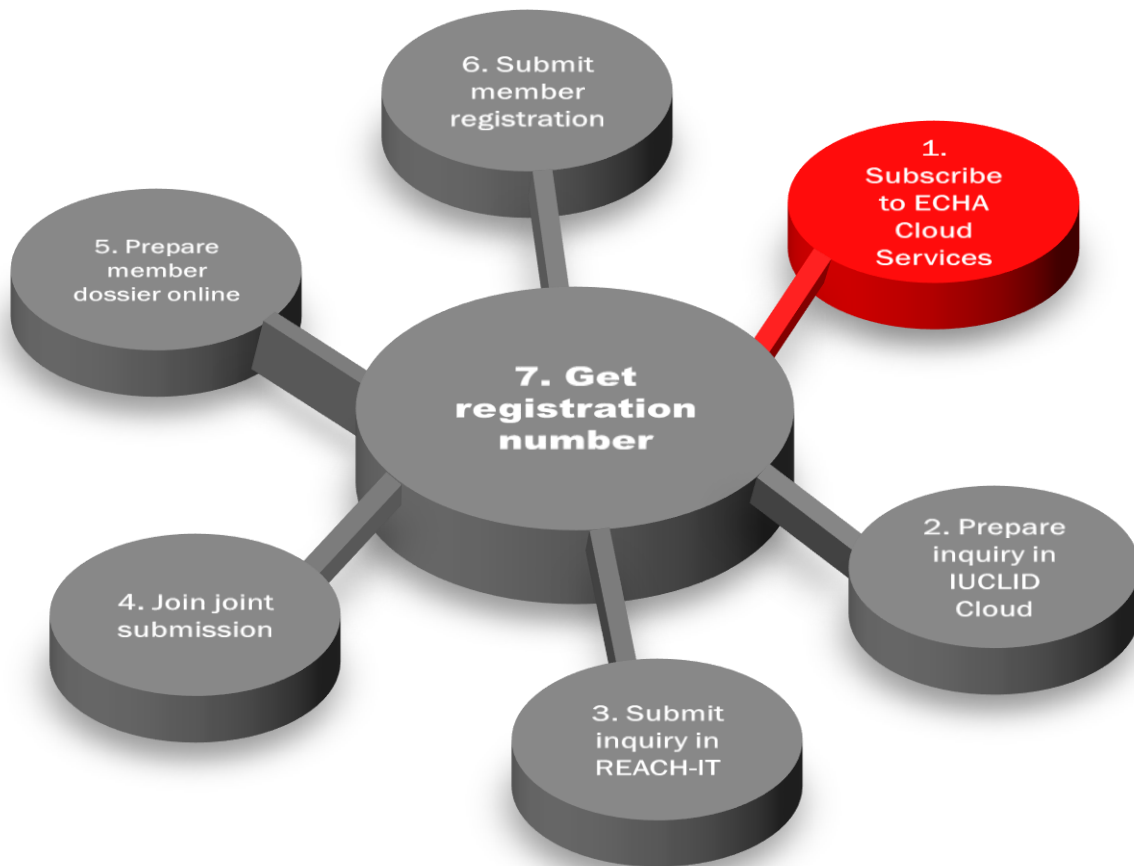 1.
Subscribe
to ECHA
Cloud
Services
2. Prepare
inquiry in
IUCLID
Cloud
3. Submit
inquiry in
REACH-IT
4. Join joint
submission
5. Prepare
member
dossier online
6. Submit
member
registration
7. Get
registration
number